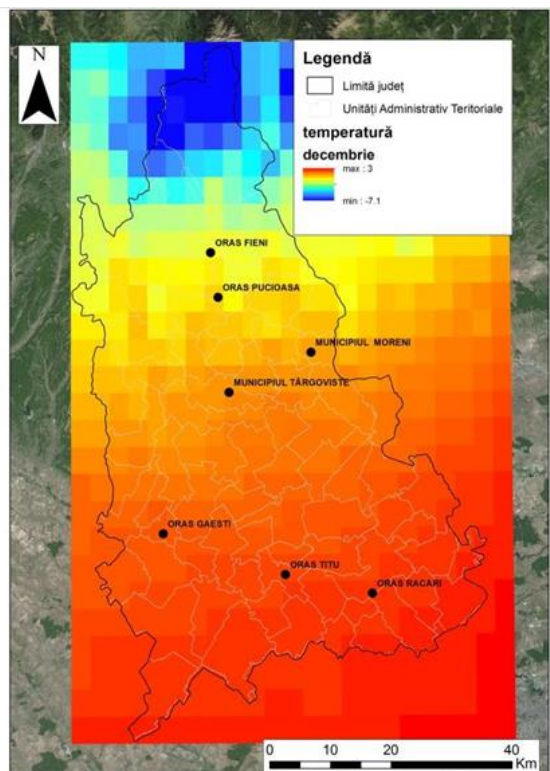 N
Legendă
Limită județ
Unități Administrativ Teritoriale
temperatură
decembrie
max : 3
min : -7.1
ORAS FIENI
ORAS PUCIOASA
MUNICIPIUL MORENI
MUNICIPIUL TÂRGOVISTE
ORAS GAESTI
ORAS TITU
ORAS RACARI
0 10 20 40
Km